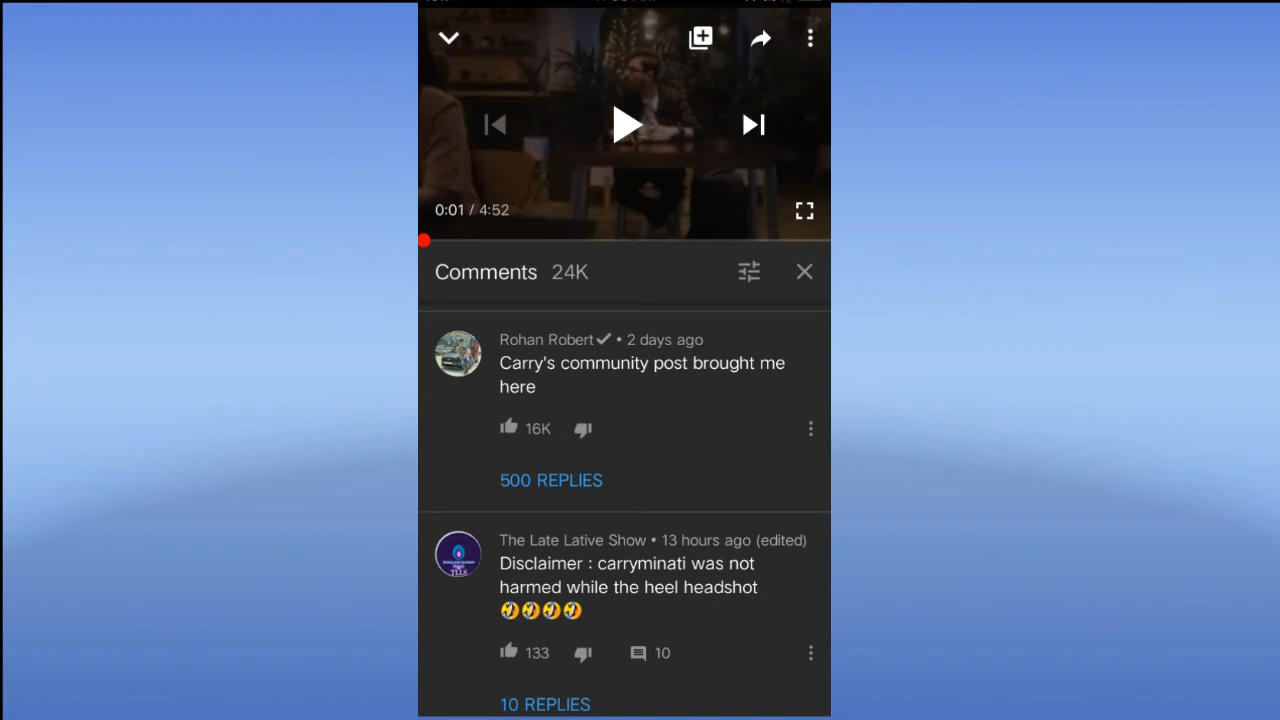 0:01 / 4:52
Comments 24K
Rohan Robert • 2 days ago
Carry's community post brought me
here
16K
500 REPLIES
The Late Lative Show • 13 hours ago (edited)
Disclaimer : carryminati was not
harmed while the heel headshot
🤣🤣🤣🤣
133 10
10 REPLIES
TLLS